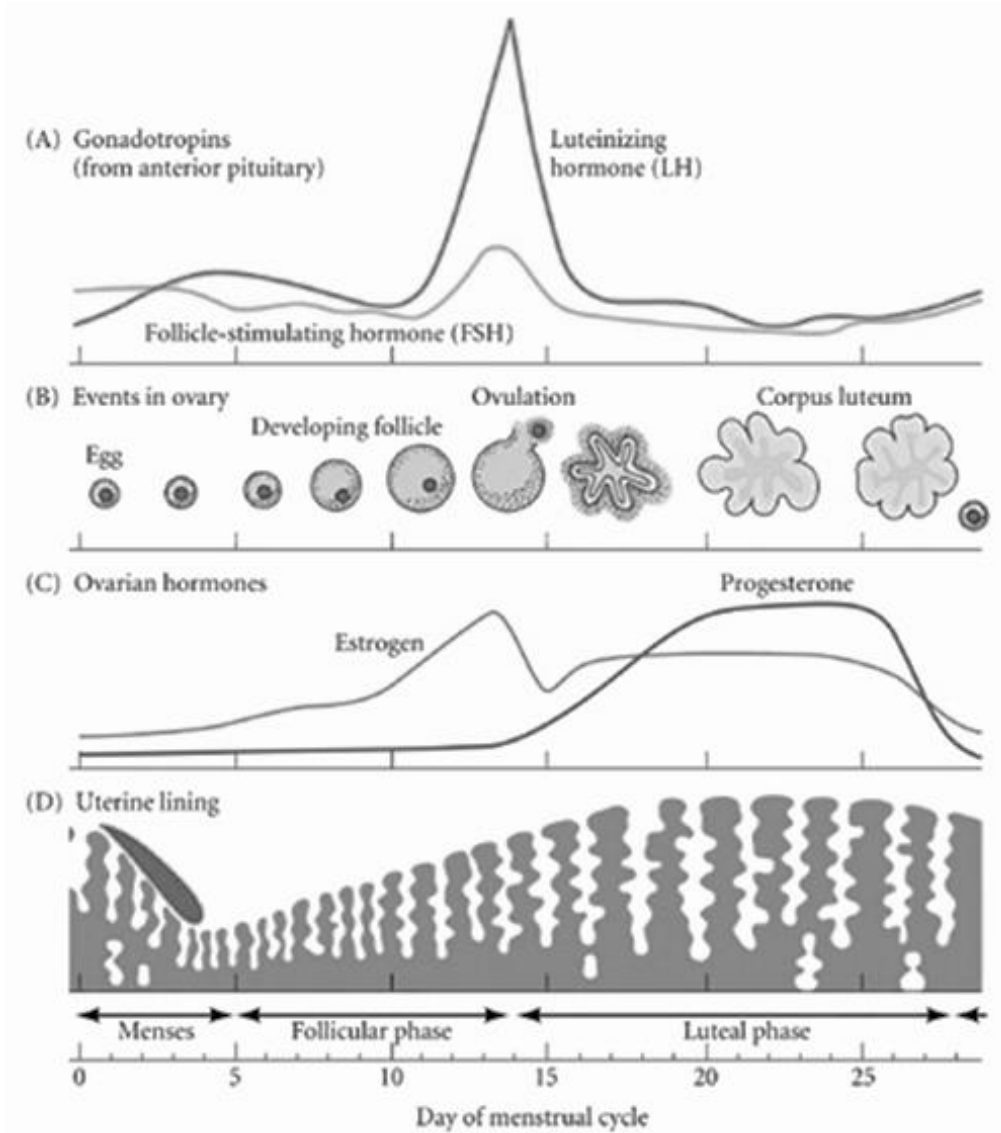 (A) Gonadotropins
(from anterior pituitary)
Luteinizing
hormone (LH)
Follicle-stimulating hormone (FSH)
(B) Events in ovary
Ovulation
Corpus luteum
Developing follicle
Egg
(C) Ovarian hormones
Progesterone
Estrogen
(D) Uterine lining
Menses
Follicular phase
Luteal phase
0 5 10 15 20 25
Day of menstrual cycle